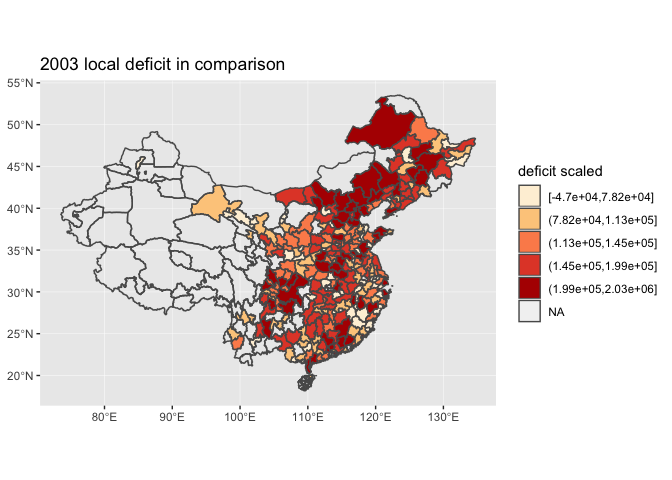 2003 local deficit in comparison
55°N
50°N
45°N
40°N
35°N
30°N
25°N
20°N
80°E
90°E
100°E
110°E
120°E
130°E
deficit scaled
[-4.7e+04,7.82e+04]
(7.82e+04,1.13e+05]
(1.13e+05,1.45e+05]
(1.45e+05,1.99e+05]
(1.99e+05,2.03e+06]
NA